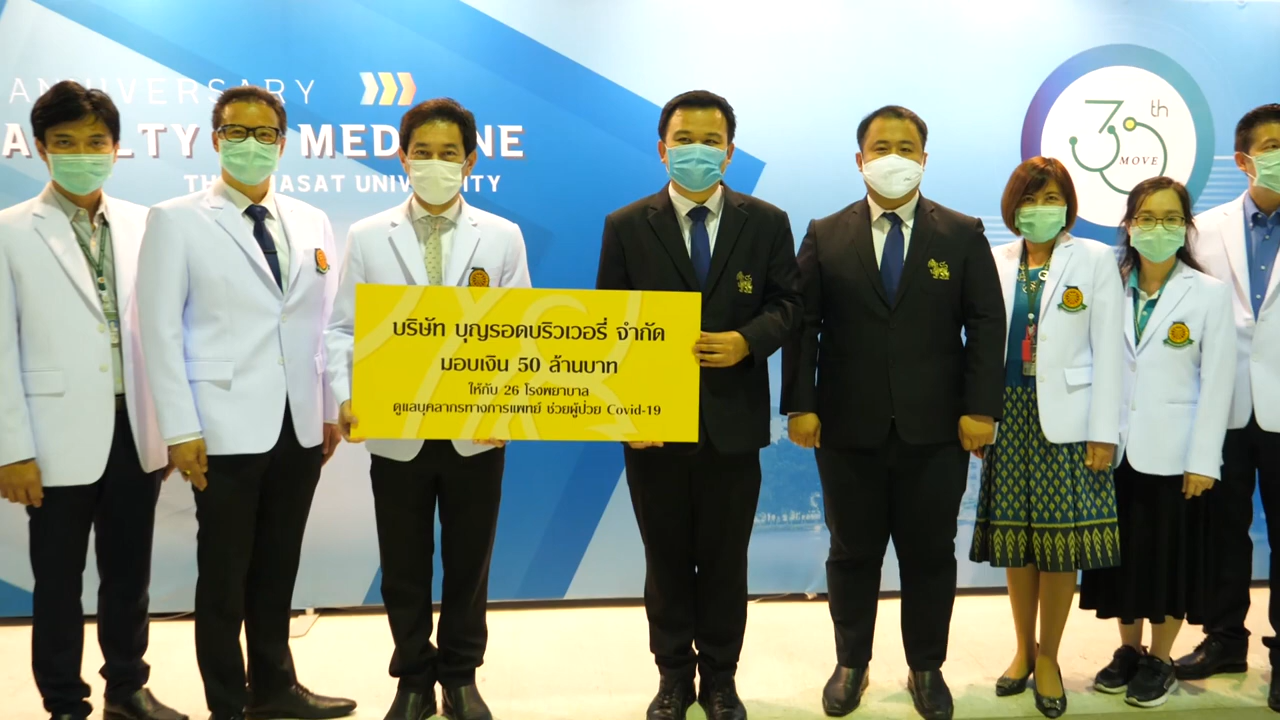 ANNIVERSARY
MEDICINE
UNIVERSITY
30th
MOVE
บริษัท บุญรอดบริวเวอรี่ จำกัด
มอบเงิน 50 ล้านบาท
ให้กับ 26 โรงพยาบาล
ดูแลบุคลากรทางการแพทย์ ช่วยผู้ป่วย Covid-19